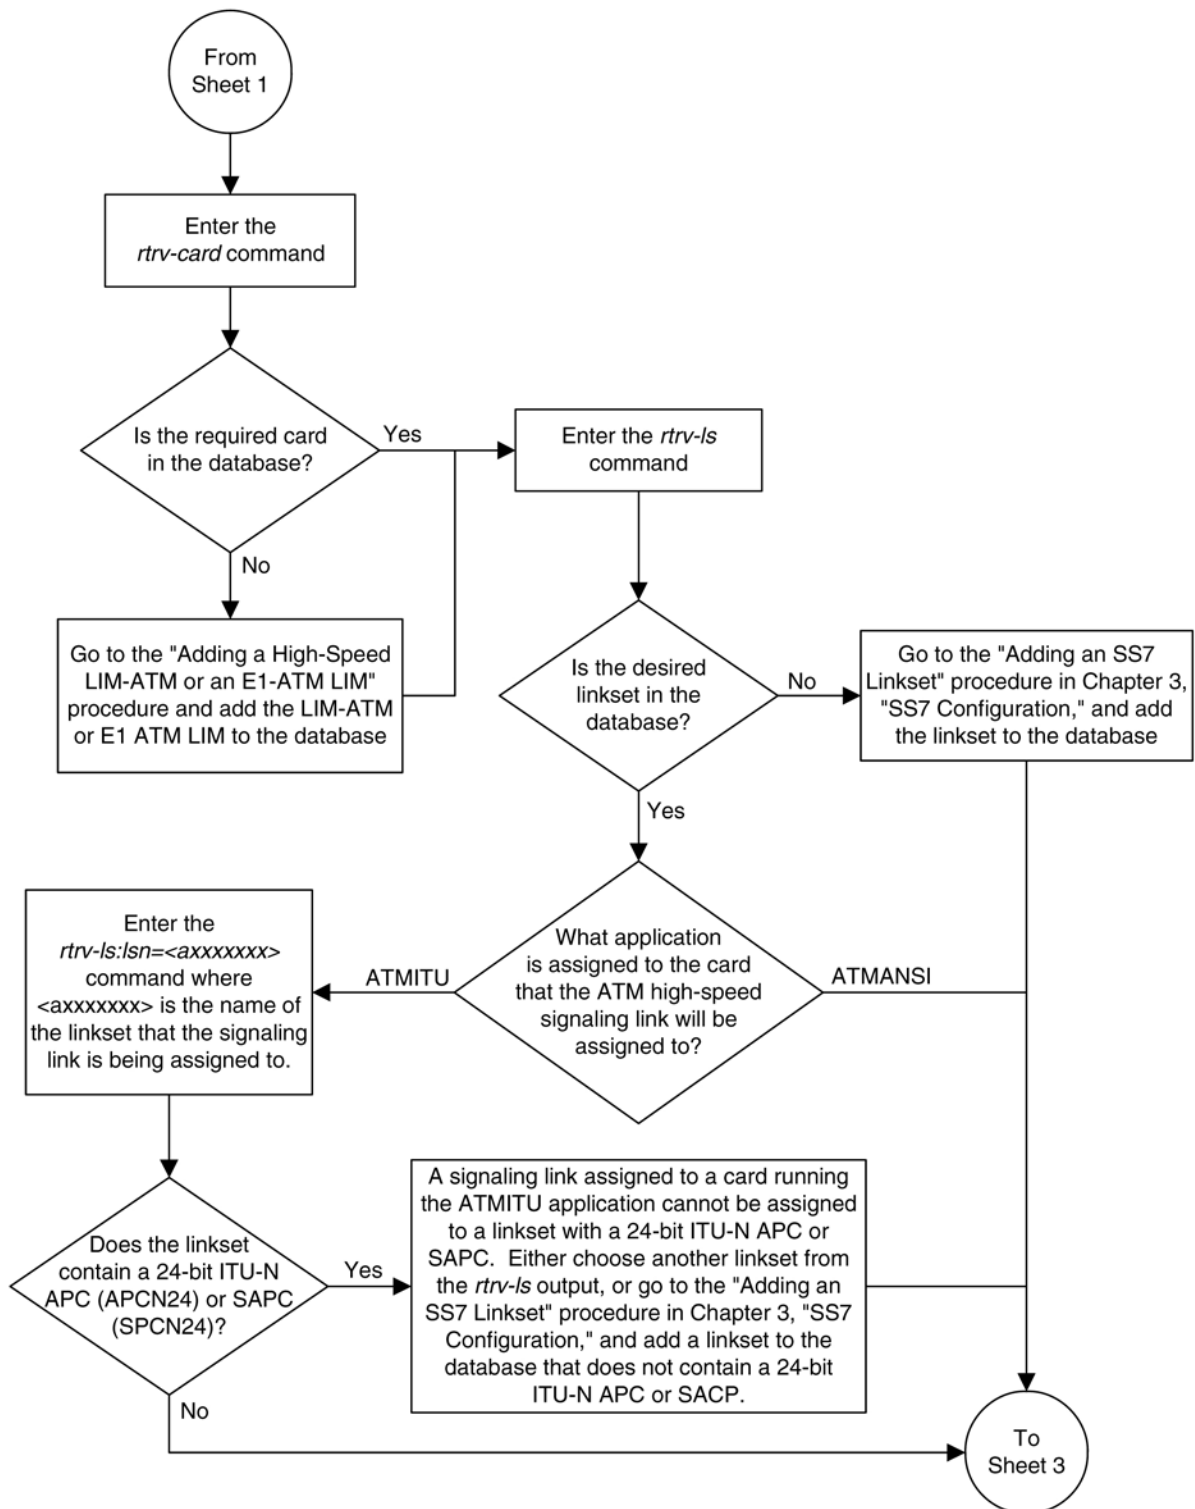 From
Sheet 1
Enter the
rtrv-card command
Is the required card
in the database?
Yes
No
Go to the "Adding a High-Speed
LIM-ATM or an E1-ATM LIM"
procedure and add the LIM-ATM
or E1 ATM LIM to the database
Enter the rtrv-ls
command
Is the desired
linkset in the
database?
No
Yes
Go to the "Adding an SS7
Linkset" procedure in Chapter 3,
"SS7 Configuration," and add
the linkset to the database
What application
is assigned to the card
that the ATM high-speed
signaling link will be
assigned to?
ATMITU
ATMANSI
Enter the
rtrv-ls:lsn=<axxxxxxx>
command where
<axxxxxxx> is the name of
the linkset that the signaling
link is being assigned to.
Does the linkset
contain a 24-bit ITU-N
APC (APCN24) or SAPC
(SPCN24)?
Yes
No
A signaling link assigned to a card running
the ATMITU application cannot be assigned
to a linkset with a 24-bit ITU-N APC or
SAPC.  Either choose another linkset from
the rtrv-ls output, or go to the "Adding an
SS7 Linkset" procedure in Chapter 3, "SS7
Configuration," and add a linkset to the
database that does not contain a 24-bit
ITU-N APC or SACP.
To
Sheet 3